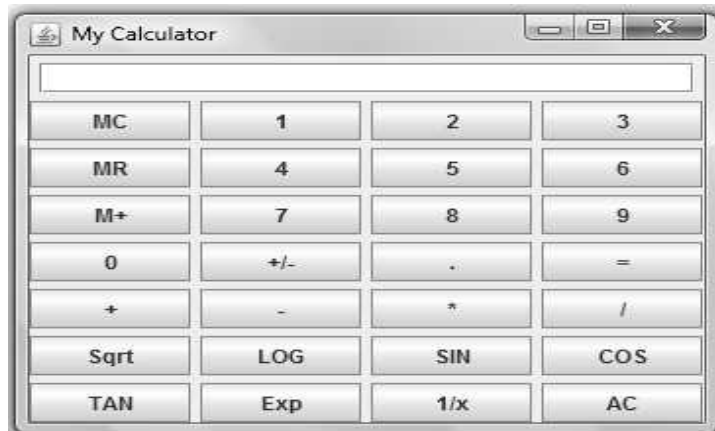 My Calculator
MC 1 2 3
MR 4 5 6
M+ 7 8 9
0 +/- . =
+ - * /
Sqrt LOG SIN COS
TAN Exp 1/x AC